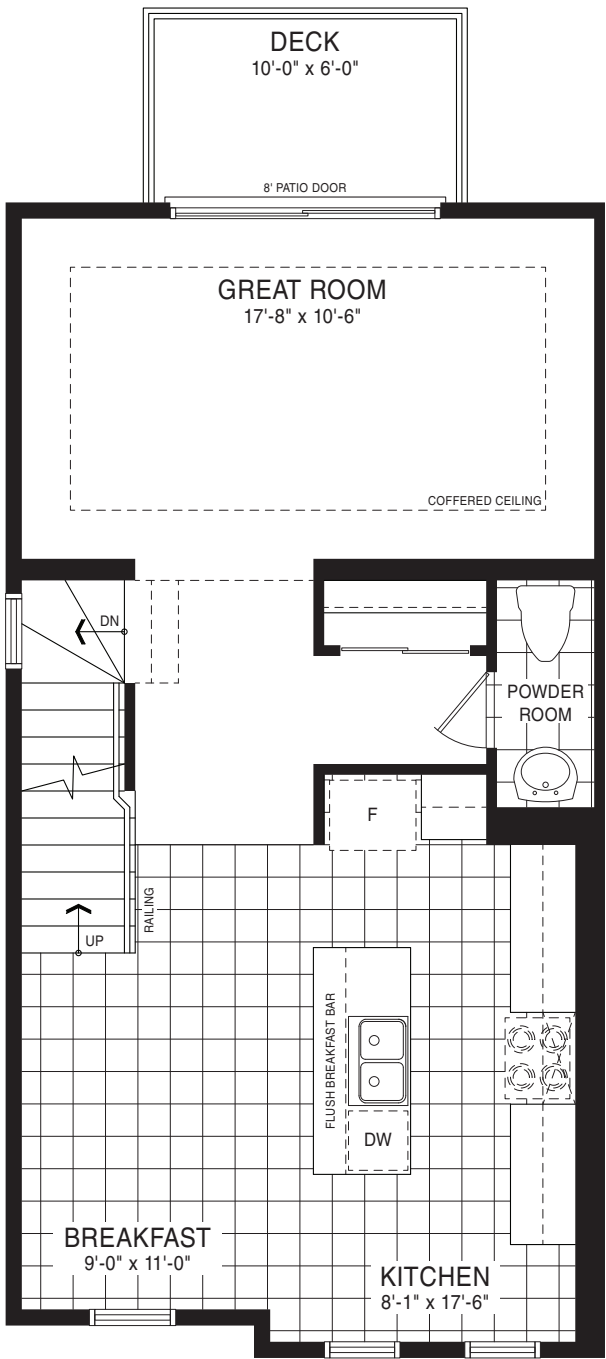 DECK
10'-0" x 6'-0"
8' PATIO DOOR
GREAT ROOM
17'-8" x 10'-6"
COFFERED CEILING
DN
POWDER
ROOM
F
RAILING
UP
FLUSH BREAKFAST BAR
DW
BREAKFAST
9'-0" x 11'-0"
KITCHEN
8'-1" x 17'-6"